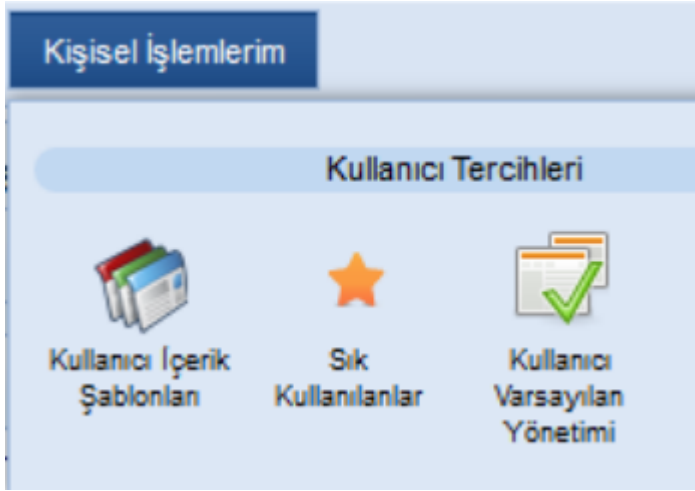 Kişisel İşlemlerim
Kullanıcı Tercihleri
Kullanıcı İçerik
Şablonları
Sık
Kullanılanlar
Kullanıcı
Varsayılan
Yönetimi